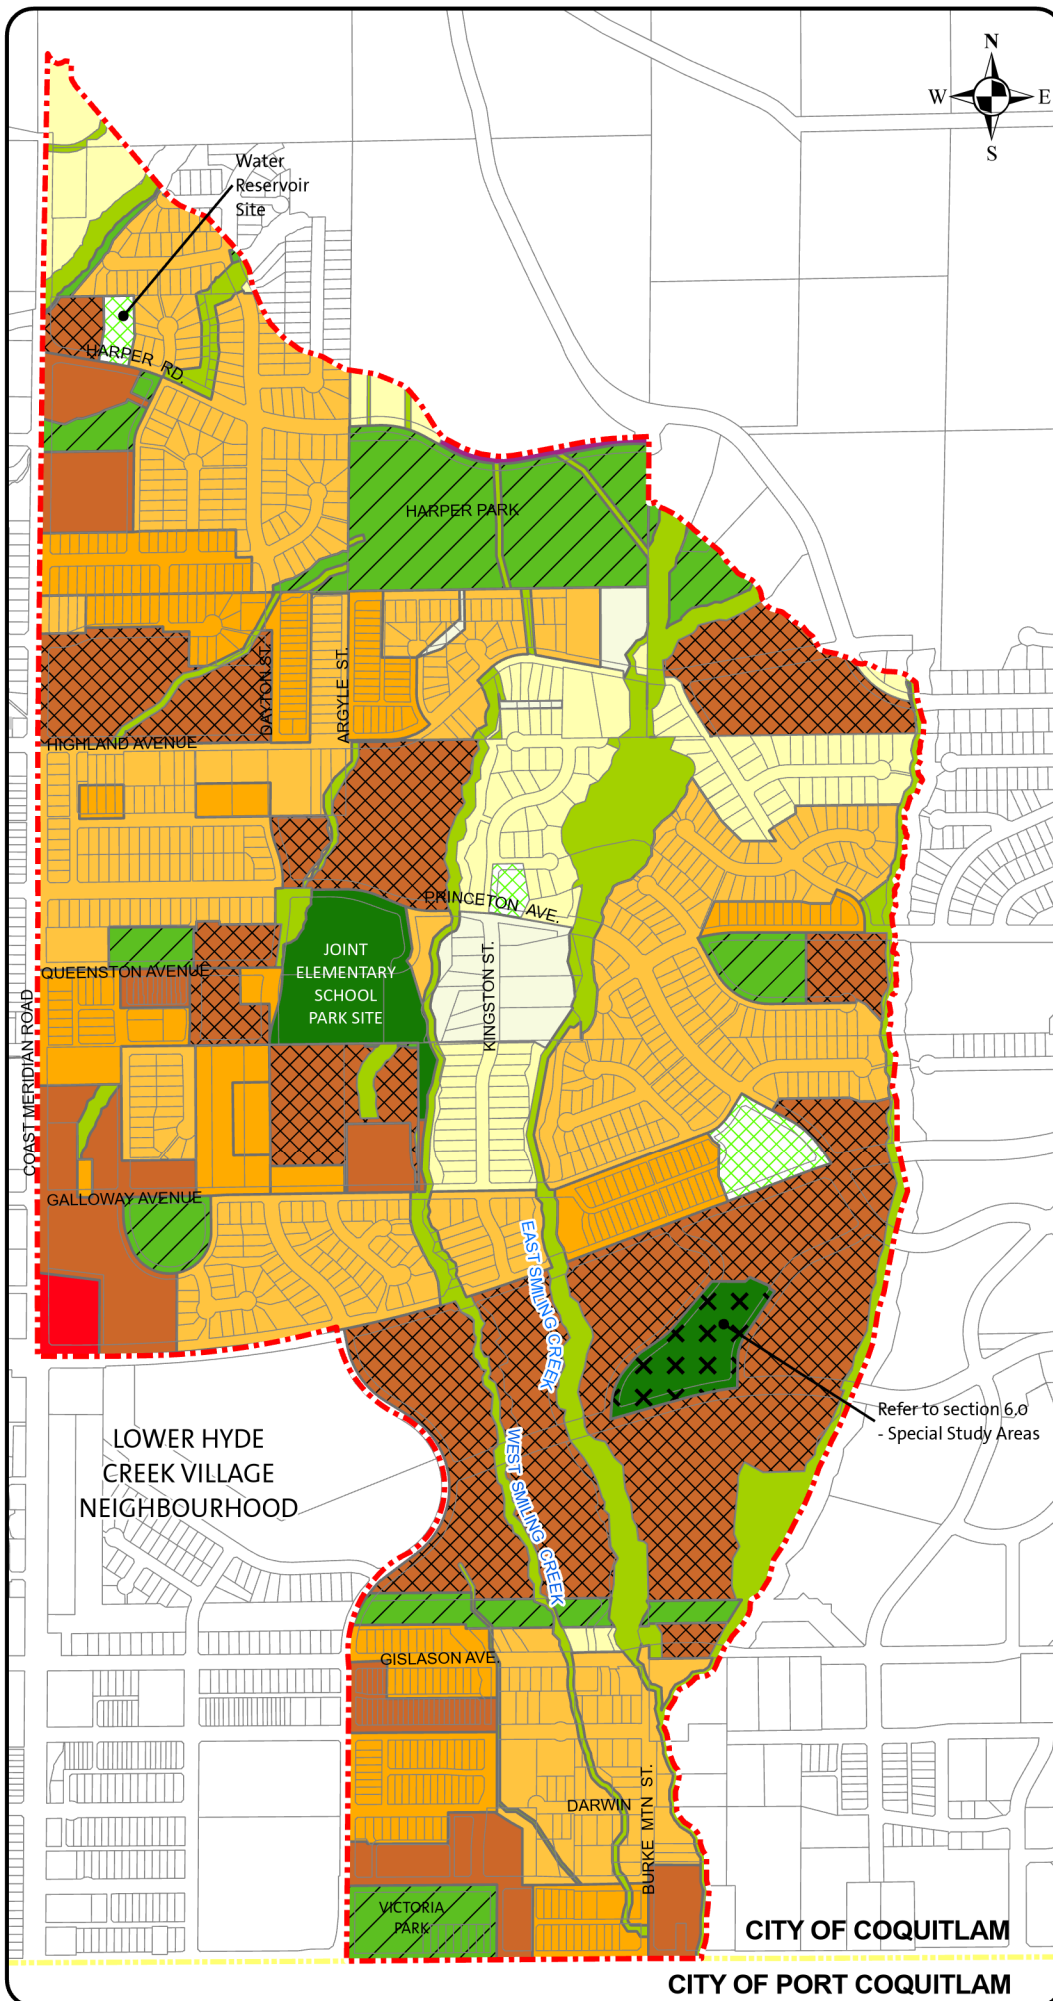 N
W
E
S
Water
Reservoir
Site
HARPER RD.
HARPER PARK
DAYTON ST.
ARGYLE ST.
HIGHLAND AVENUE
PRINCETON AVE.
JOINT
ELEMENTARY
SCHOOL
PARK SITE
QUEENSTON AVENUE
KINGSTON ST.
COAST MERIDIAN ROAD
GALLOWAY AVENUE
EAST SMILING CREEK
Refer to section 6.0
- Special Study Areas
LOWER HYDE
CREEK VILLAGE
NEIGHBOURHOOD
WEST SMILING CREEK
GISLASON AVE.
DARWIN
BURKE MTN ST.
VICTORIA
PARK
CITY OF COQUITLAM
CITY OF PORT COQUITLAM